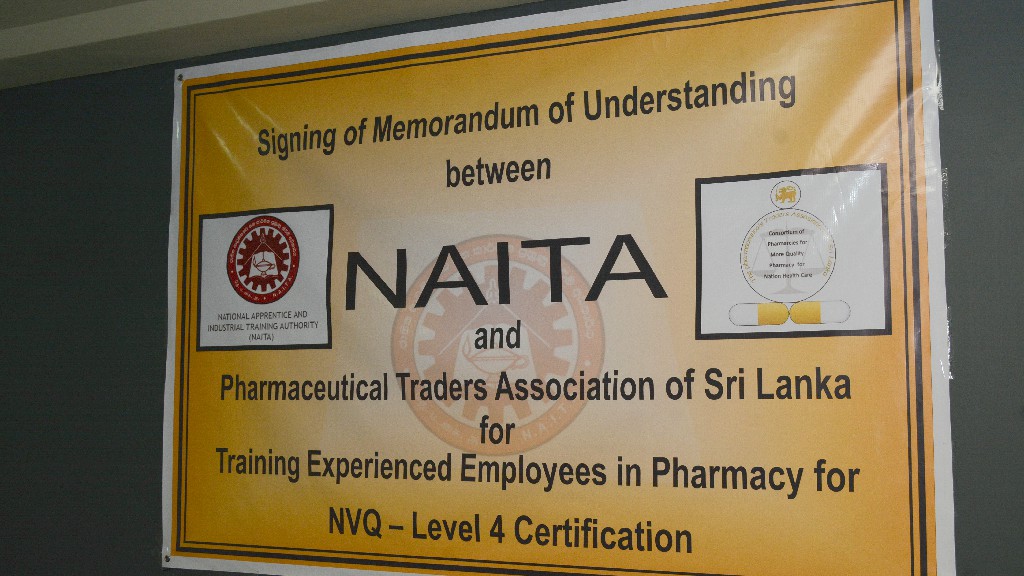 Signing of Memorandum of Understanding
between
NATIONAL APPRENTICE AND
INDUSTRIAL TRAINING AUTHORITY
(NAITA)
NAITA
Consortium of
Pharmacies for
More Quality
Pharmacy for
Nation Health Care
and
Pharmaceutical Traders Association of Sri Lanka
for
Training Experienced Employees in Pharmacy for
NVQ – Level 4 Certification